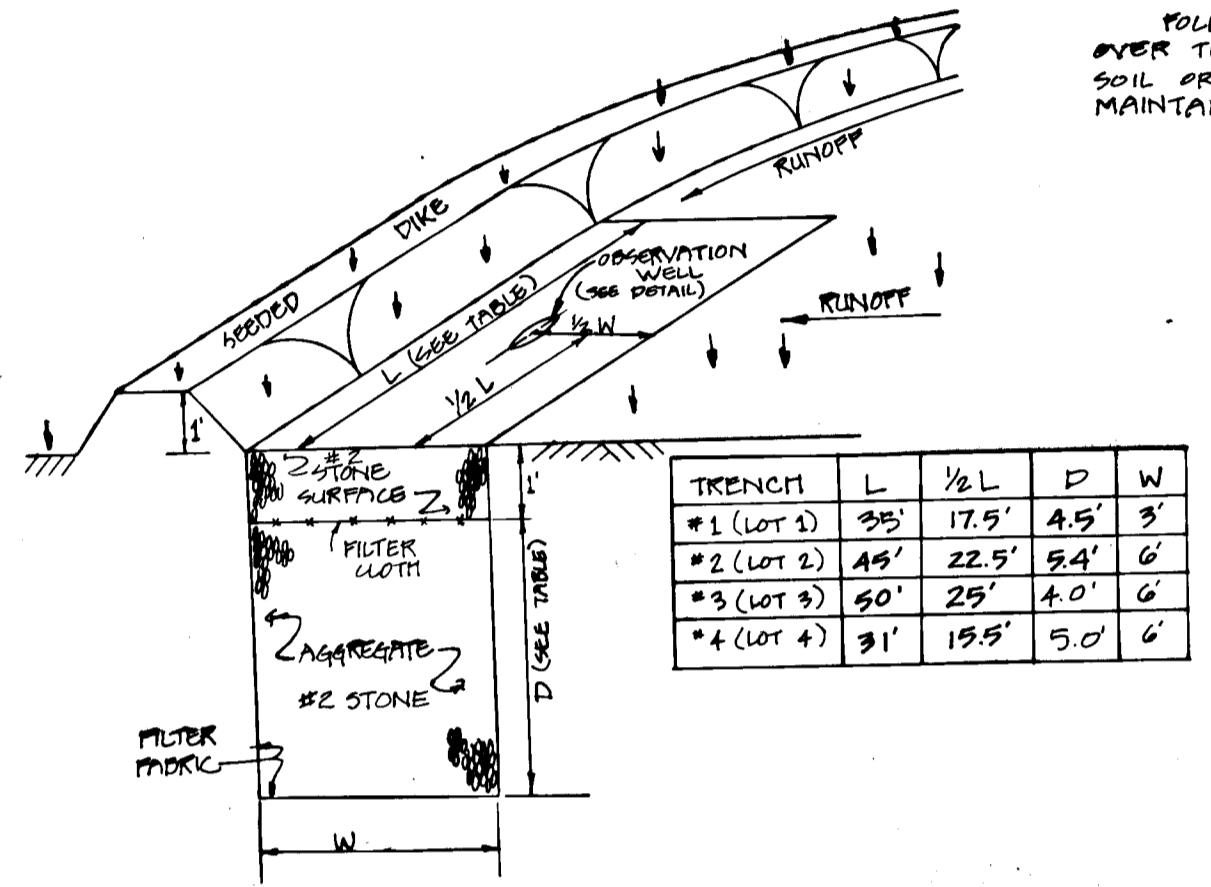 OVER
SOIL OR
RUNOFF
SEEDED DIKE
OBSERVATION
WELL
(SEE DETAIL)
L (SEE TABLE)
½ W
½ L
RUNOFF
1'
#2
STONE
SURFACE
1'
FILTER
CLOTH
D (SEE TABLE)
AGGREGATE
#2 STONE
FILTER
FABRIC
W
TRENCH L ½ L D W
#1 (LOT 1) 35' 17.5' 4.5' 3'
#2 (LOT 2) 45' 22.5' 5.4' 6'
#3 (LOT 3) 50' 25' 4.0' 6'
#4 (LOT 4) 31' 15.5' 5.0' 6'